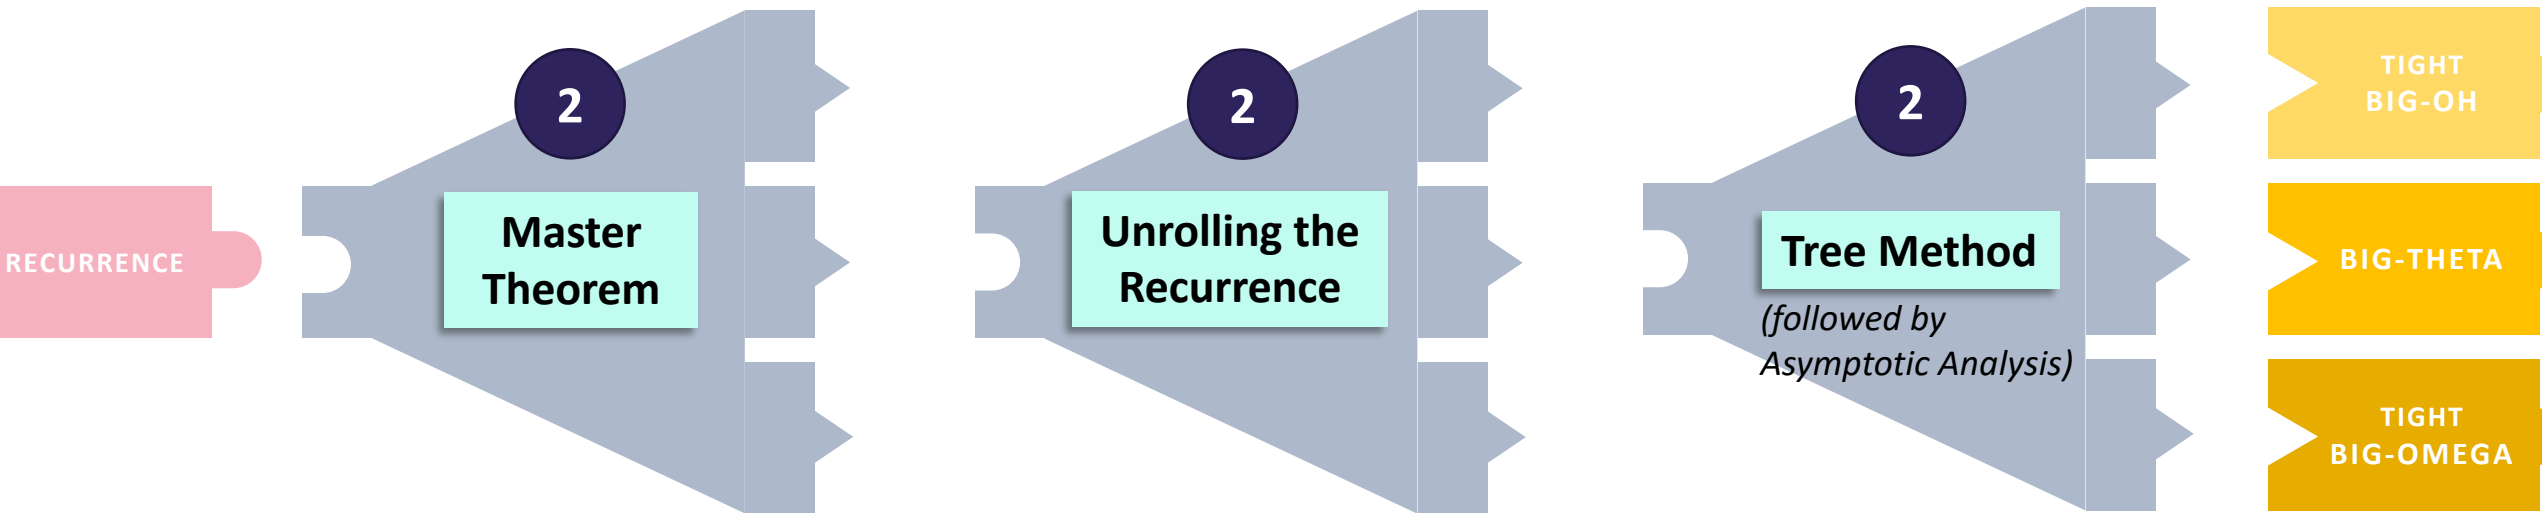 RECURRENCE
2
Master
Theorem
2
Unrolling the
Recurrence
2
Tree Method
(followed by
Asymptotic Analysis)
TIGHT
BIG-OH
BIG-THETA
TIGHT
BIG-OMEGA